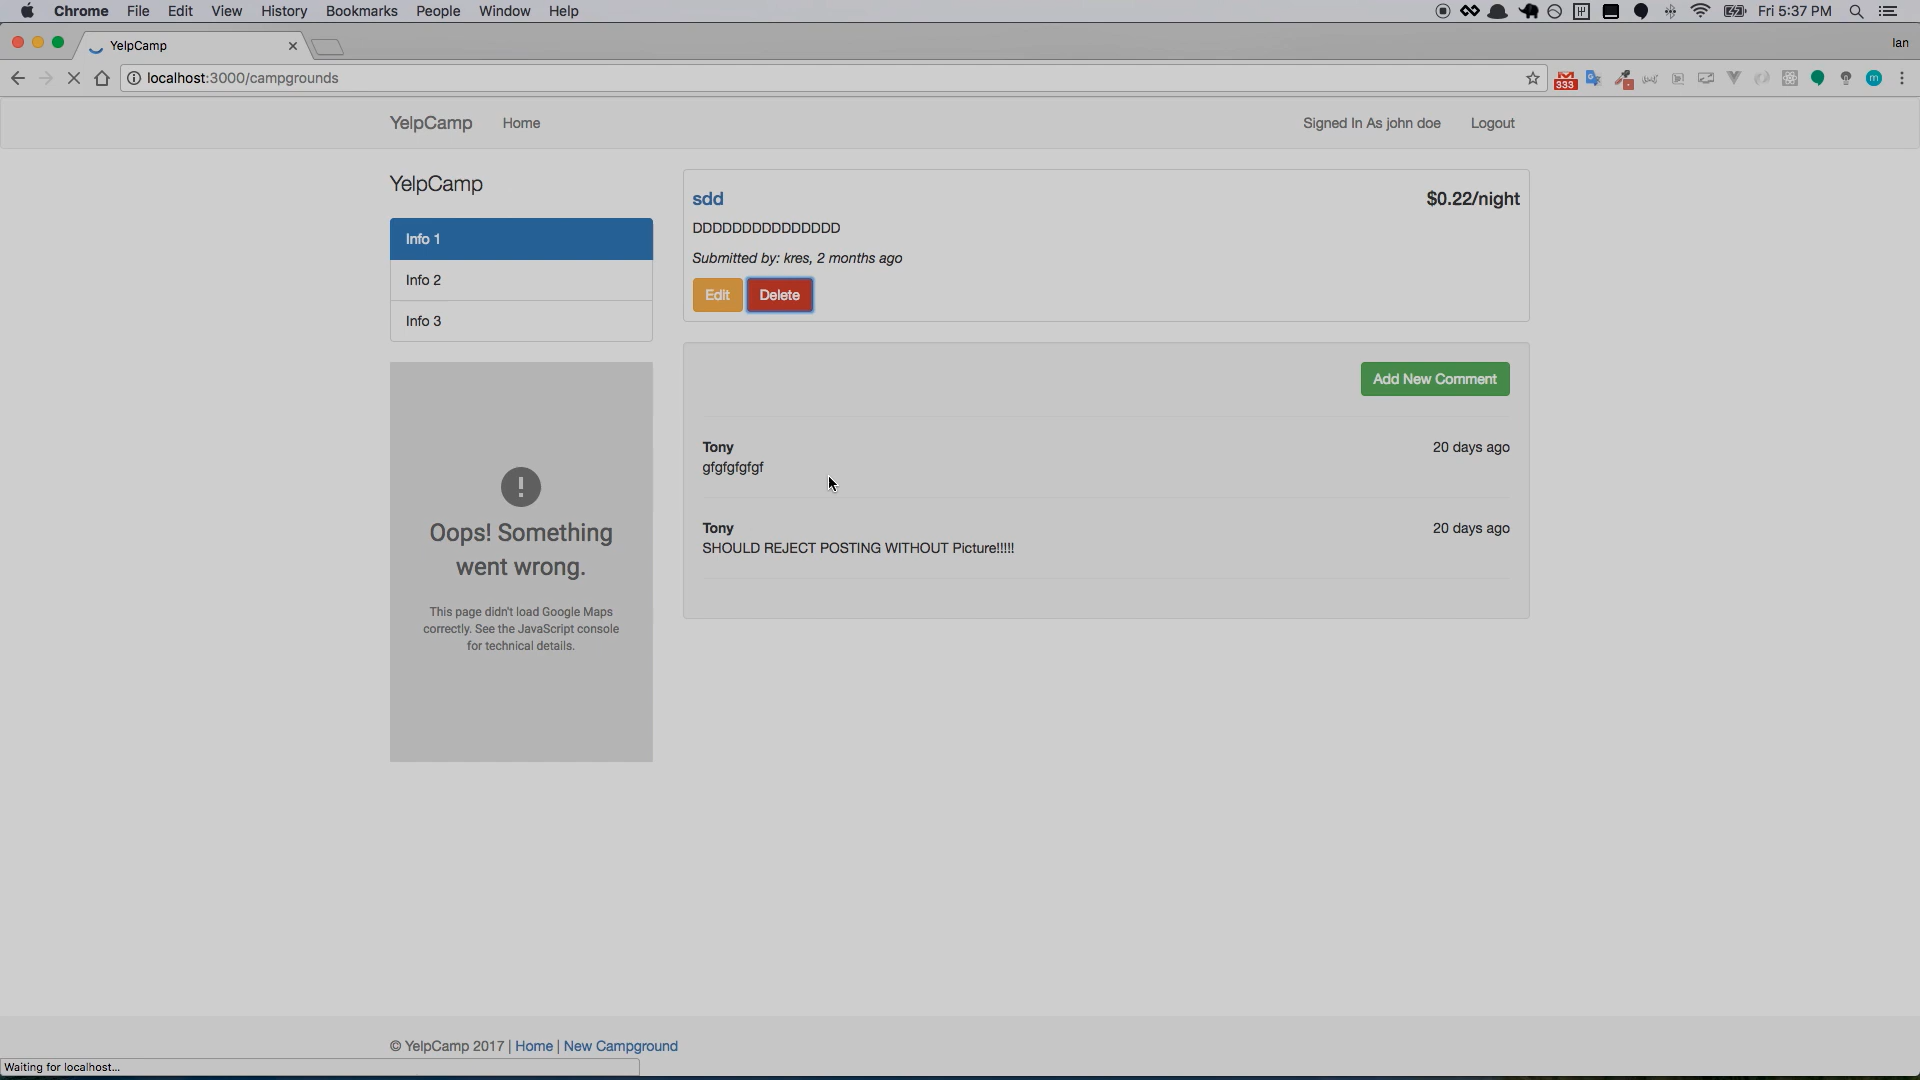 Chrome File Edit View History Bookmarks People Window Help Fri 5:37 PM
YelpCamp Ian
localhost:3000/campgrounds 333 m
YelpCamp Home Signed In As john doe Logout
YelpCamp
Info 1
Info 2
Info 3
Oops! Something
went wrong.
This page didn't load Google Maps
correctly. See the JavaScript console
for technical details.
sdd $0.22/night
DDDDDDDDDDDDDDD
Submitted by: kres, 2 months ago
Edit Delete
Add New Comment
Tony 20 days ago
gfgfgfgfgf
Tony 20 days ago
SHOULD REJECT POSTING WITHOUT Picture!!!!!
© YelpCamp 2017 | Home | New Campground
Waiting for localhost...